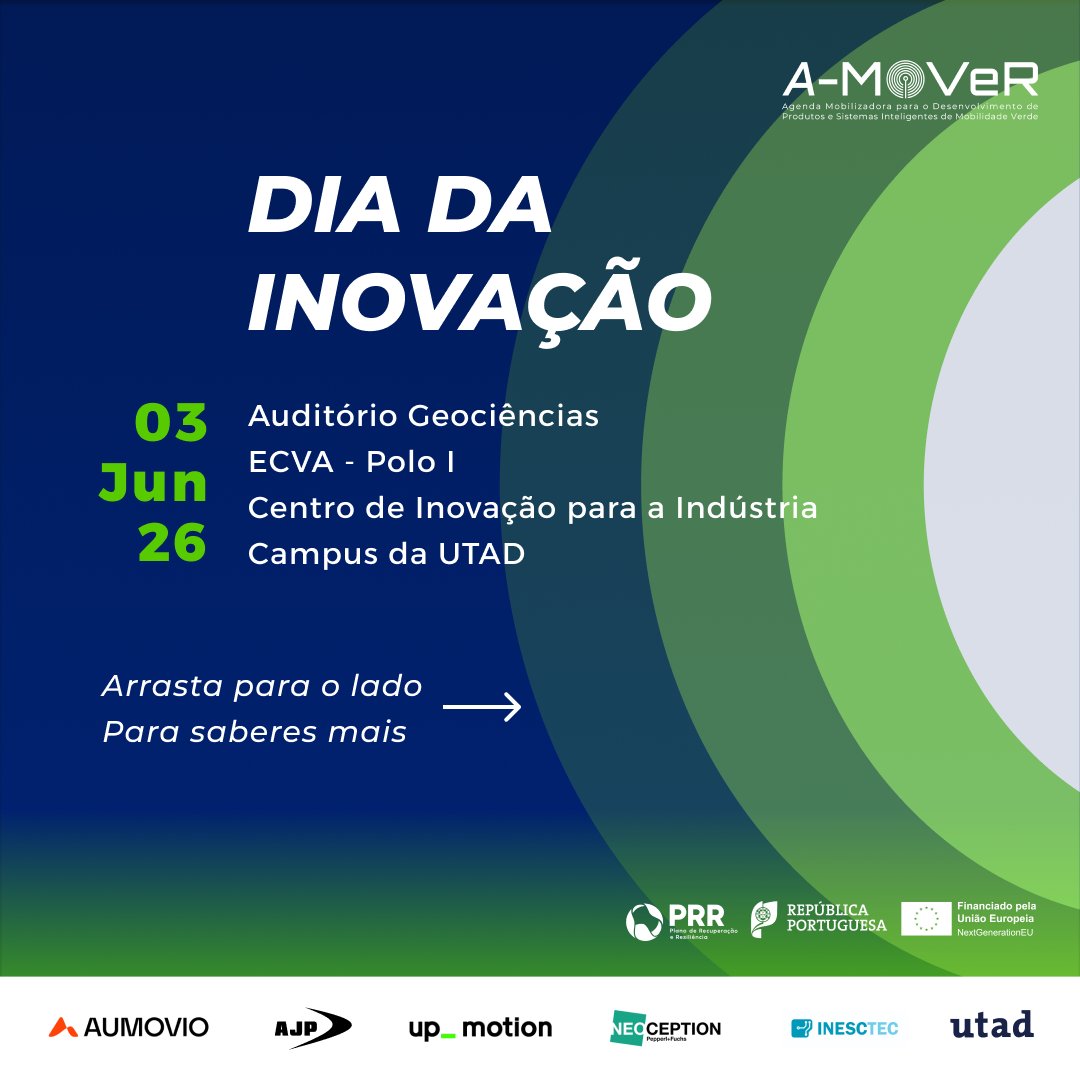 A-MOVeR
Agenda Mobilizadora para o Desenvolvimento de
Produtos e Sistemas Inteligentes de Mobilidade Verde
DIA DA
INOVAÇÃO
03
Jun
26
Auditório Geociências
ECVA - Polo I
Centro de Inovação para a Indústria
Campus da UTAD
Arrasta para o lado
Para saberes mais
PRR
Plano de Recuperação
e Resiliência
REPÚBLICA
PORTUGUESA
Financiado pela
União Europeia
NextGenerationEU
AUMOVIO
AJP
up_motion
NEOCEPTION
Pepperl+Fuchs
INESCTEC
utad